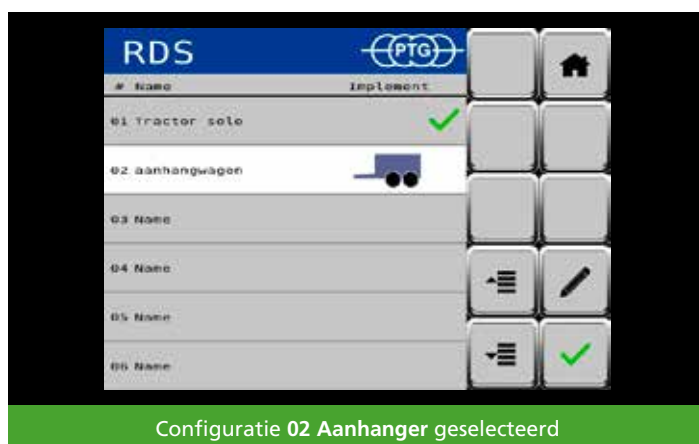 RDS PTG
# Name Implement
01 Tractor solo
02 aanhangwagen
03 Name
04 Name
05 Name
06 Name
Configuratie 02 Aanhanger geselecteerd